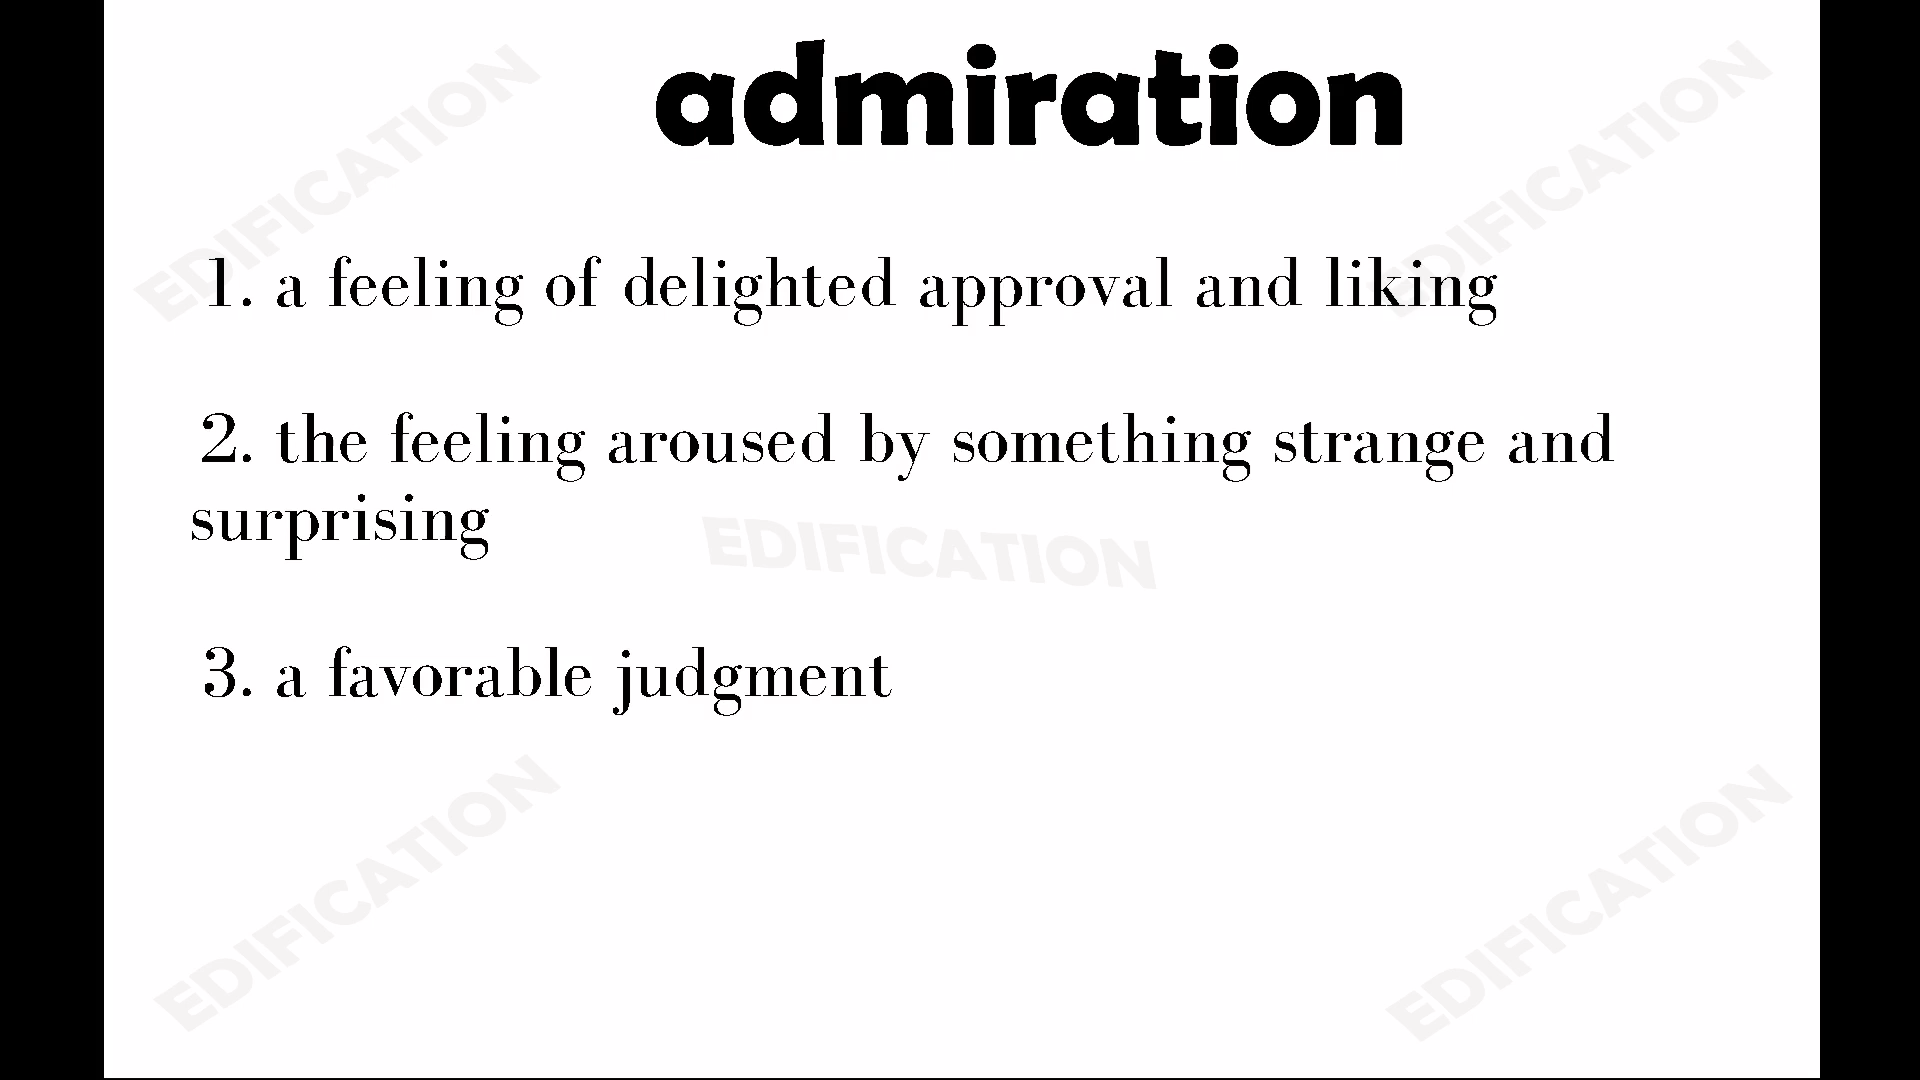 admiration
EDIFICATION
EDIFICATION
1. a feeling of delighted approval and liking
2. the feeling aroused by something strange and
surprising
EDIFICATION
3. a favorable judgment
EDIFICATION
EDIFICATION